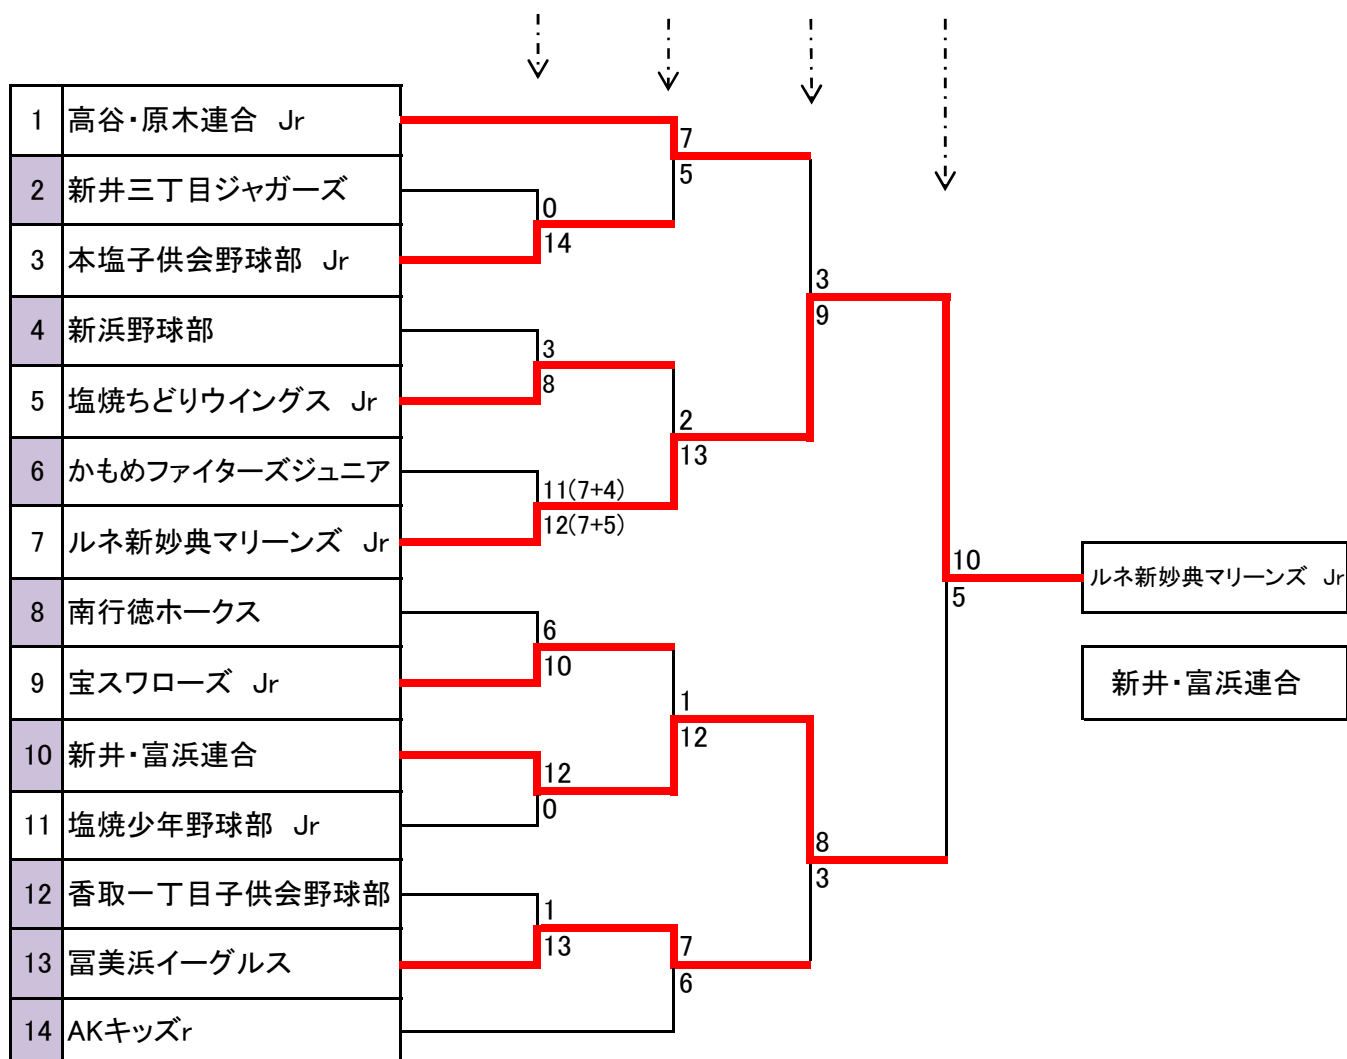 1 高谷・原木連合 Jr
2 新井三丁目ジャガーズ
3 本塩子供会野球部 Jr
4 新浜野球部
5 塩焼ちどりウイングス Jr
6 かもめファイターズジュニア
7 ルネ新妙典マリーンズ Jr
8 南行徳ホークス
9 宝スワローズ Jr
10 新井・富浜連合
11 塩焼少年野球部 Jr
12 香取一丁目子供会野球部
13 冨美浜イーグルス
14 AKキッズr
0
14
3
8
11(7+4)
12(7+5)
6
10
12
0
1
13
7
5
2
13
1
12
7
6
3
9
8
3
10
5
ルネ新妙典マリーンズ Jr
新井・富浜連合